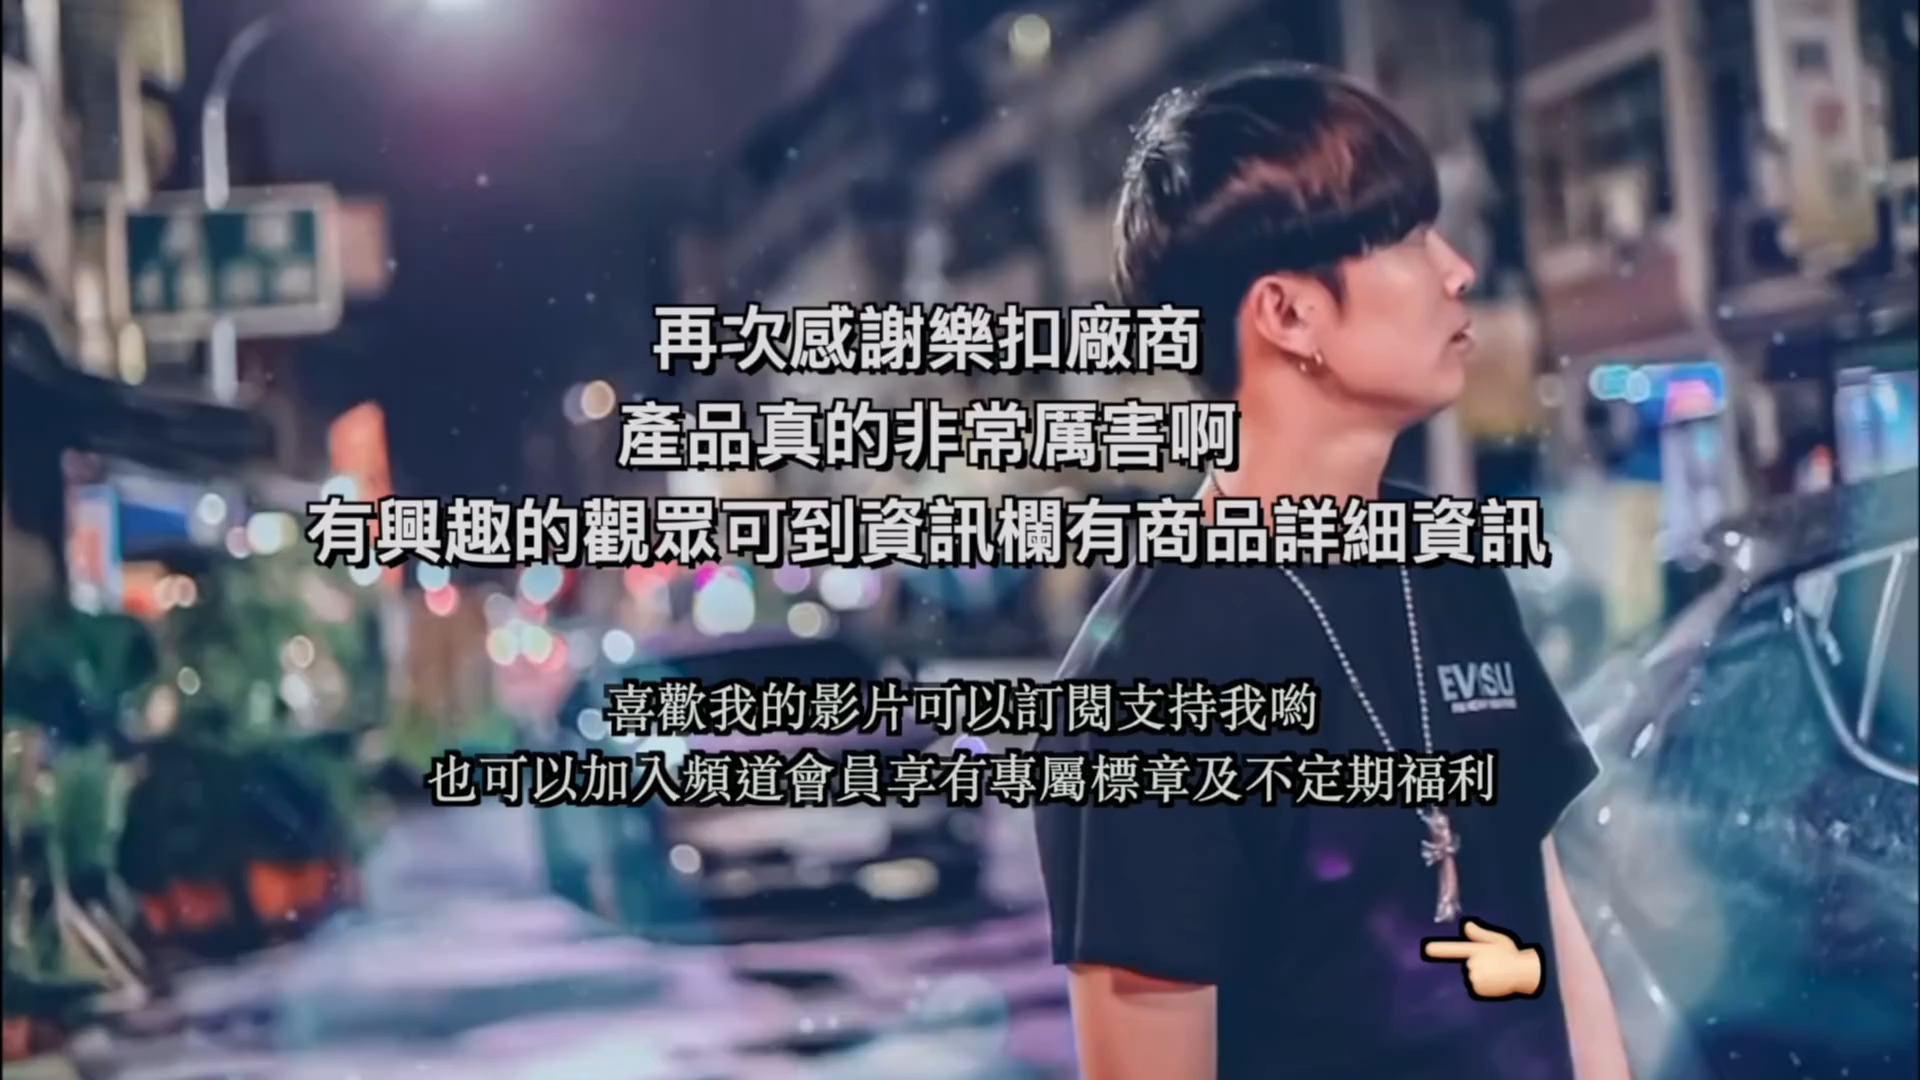 再次感謝樂扣廠商
產品真的非常厲害啊
有興趣的觀眾可到資訊欄有商品詳細資訊
EVISU
喜歡我的影片可以訂閱支持我喲
也可以加入頻道會員享有專屬標章及不定期福利